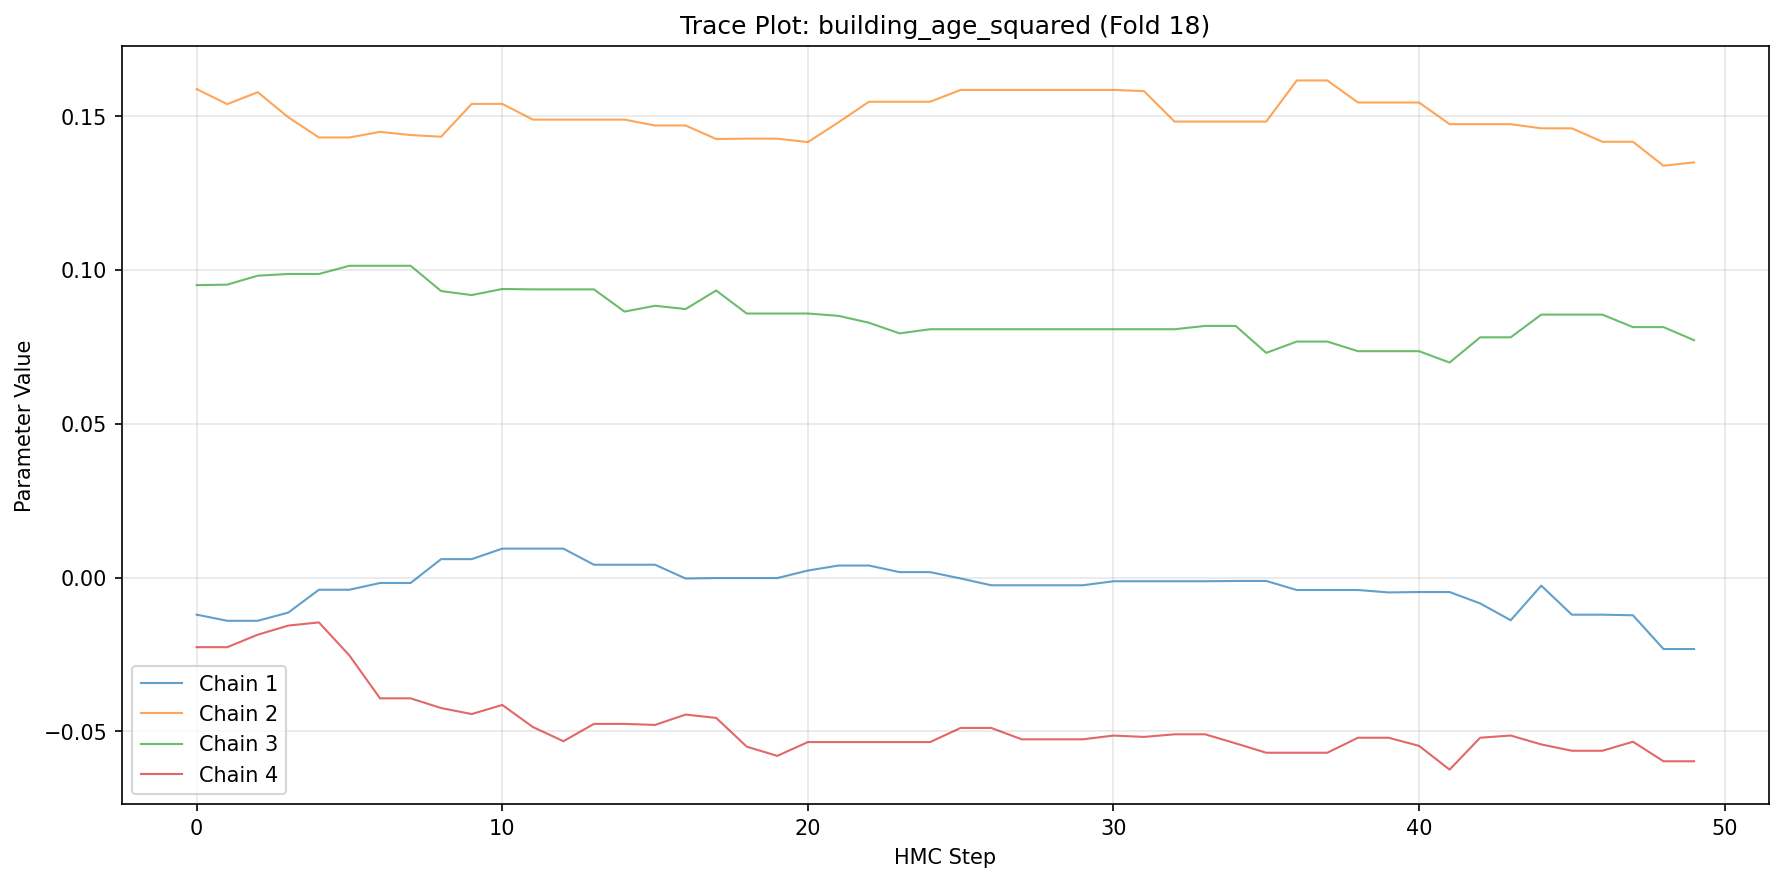 Trace Plot: building_age_squared (Fold 18)
0.15
0.10
0.05
0.00
−0.05
Parameter Value
Chain 1
Chain 2
Chain 3
Chain 4
0 10 20 30 40 50
HMC Step